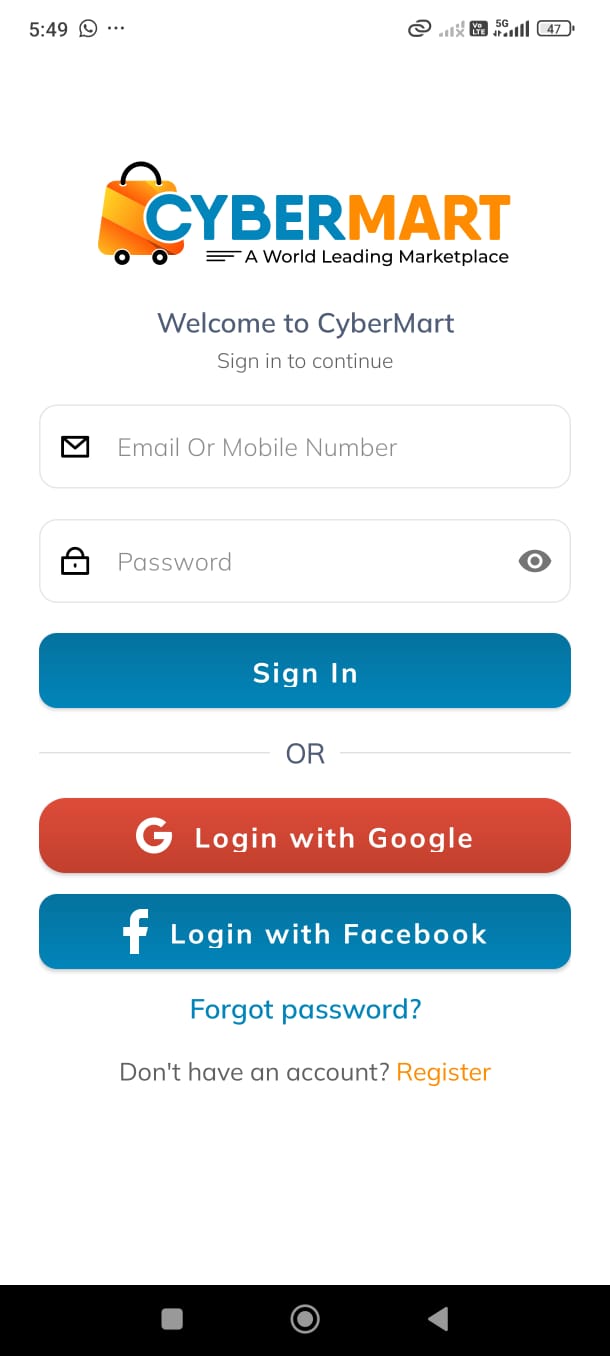 5:49
Vo LTE 5G 47
CYBERMART
A World Leading Marketplace
Welcome to CyberMart
Sign in to continue
Email Or Mobile Number
Password
Sign In
OR
G Login with Google
f Login with Facebook
Forgot password?
Don't have an account? Register